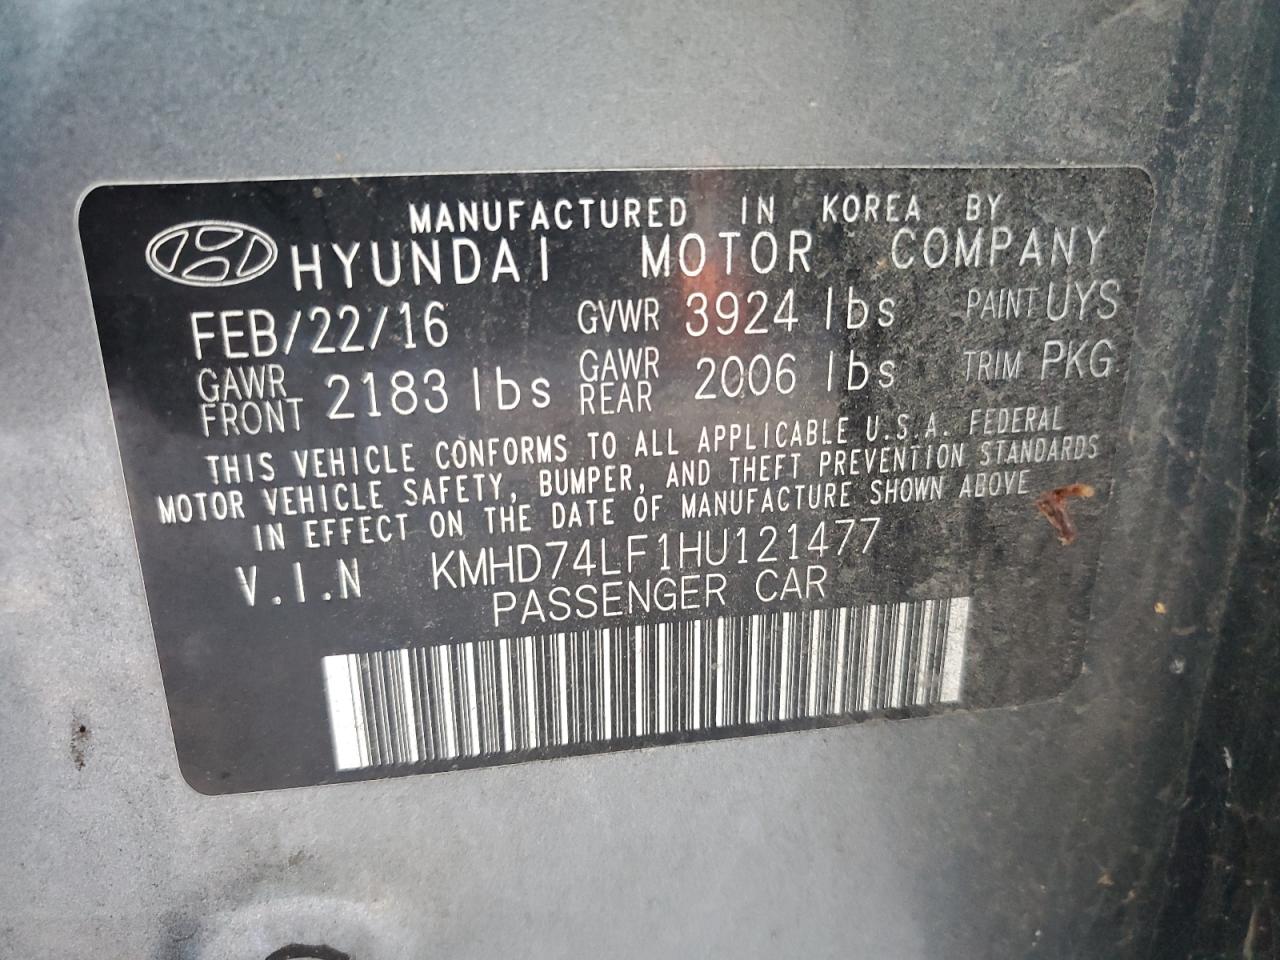 MANUFACTURED IN KOREA BY
HYUNDAI MOTOR COMPANY
FEB/22/16 GVWR 3924 lbs PAINT UYS
GAWR FRONT 2183 lbs GAWR REAR 2006 lbs TRIM PKG
THIS VEHICLE CONFORMS TO ALL APPLICABLE U.S.A. FEDERAL
MOTOR VEHICLE SAFETY, BUMPER, AND THEFT PREVENTION STANDARDS
IN EFFECT ON THE DATE OF MANUFACTURE SHOWN ABOVE
V.I.N KMHD74LF1HU121477
PASSENGER CAR